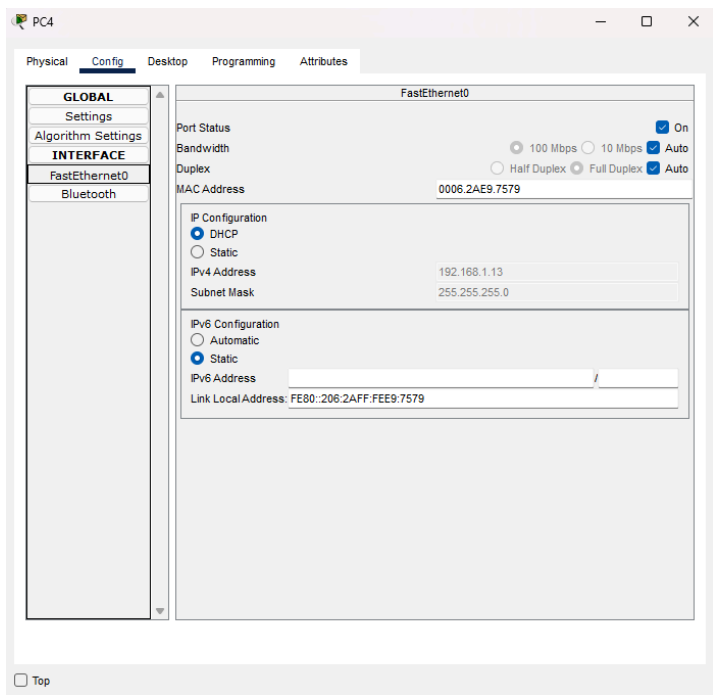 PC4
Physical Config Desktop Programming Attributes
GLOBAL
Settings
Algorithm Settings
INTERFACE
FastEthernet0
Bluetooth
FastEthernet0
Port Status On
Bandwidth 100 Mbps 10 Mbps Auto
Duplex Half Duplex Full Duplex Auto
MAC Address 0006.2AE9.7579
IP Configuration
DHCP
Static
IPv4 Address 192.168.1.13
Subnet Mask 255.255.255.0
IPv6 Configuration
Automatic
Static
IPv6 Address /
Link Local Address: FE80::206:2AFF:FEE9:7579
Top